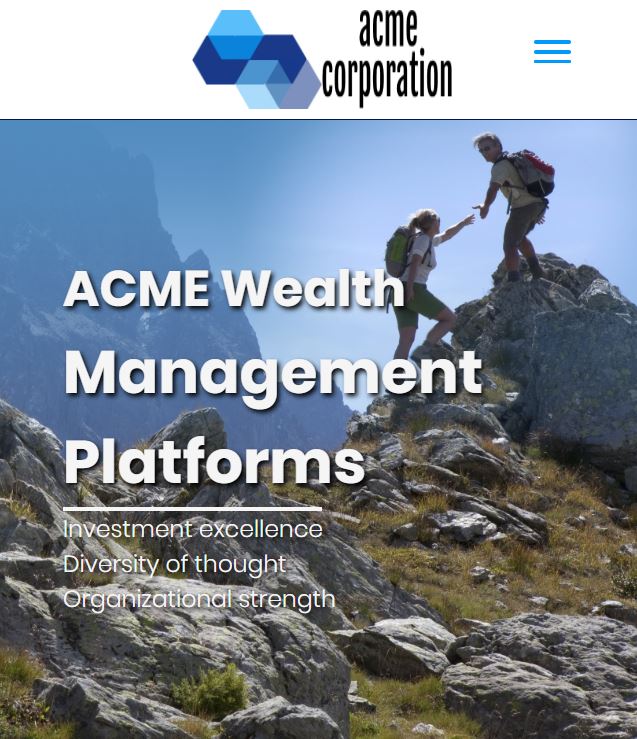 acme
corporation
ACME Wealth
Management
Platforms
Investment excellence
Diversity of thought
Organizational strength